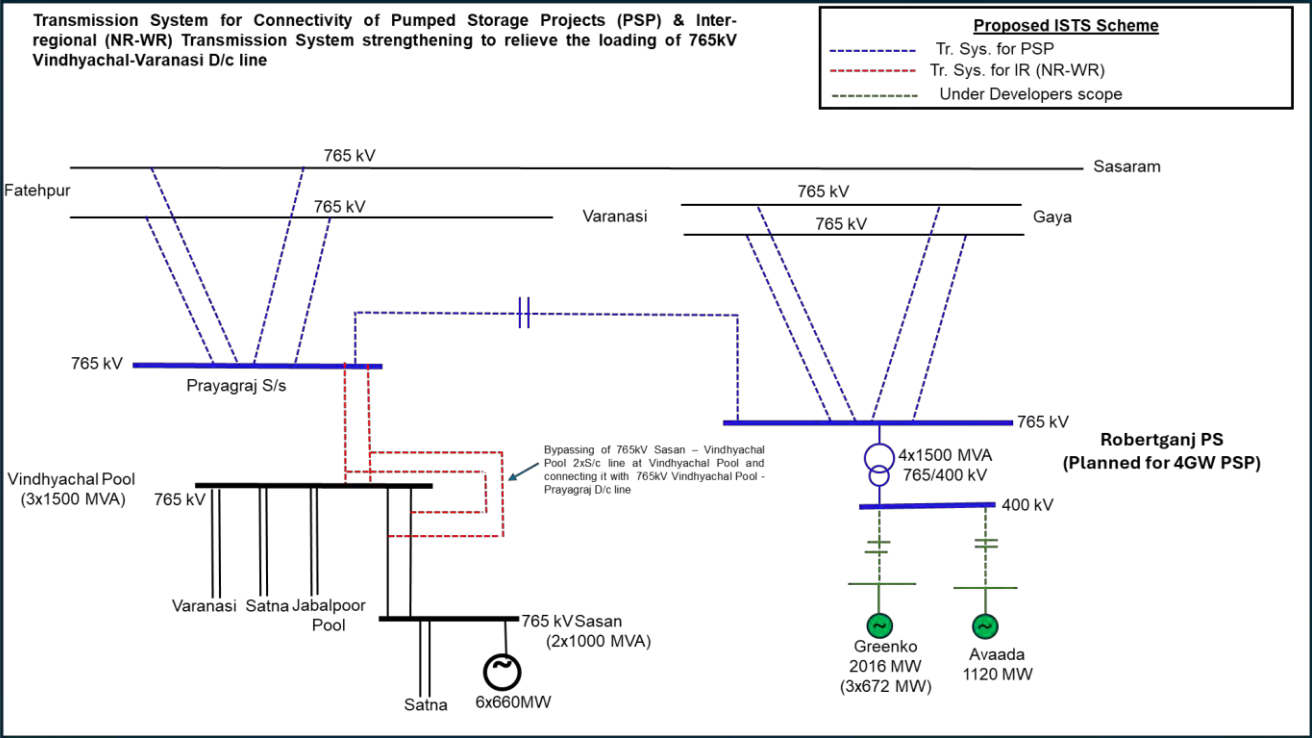 Transmission System for Connectivity of Pumped Storage Projects (PSP) & Inter-
regional (NR-WR) Transmission System strengthening to relieve the loading of 765kV
Vindhyachal-Varanasi D/c line
Proposed ISTS Scheme
Tr. Sys. for PSP
Tr. Sys. for IR (NR-WR)
Under Developers scope
765 kV
Sasaram
Fatehpur
765 kV
765 kV
Varanasi
765 kV
Gaya
765 kV
Prayagraj S/s
765 kV
Robertganj PS
(Planned for 4GW PSP)
4x1500 MVA
765/400 kV
400 kV
Bypassing of 765kV Sasan – Vindhyachal
Pool 2xS/c line at Vindhyachal Pool and
connecting it with 765kV Vindhyachal Pool -
Prayagraj D/c line
Vindhyachal Pool
(3x1500 MVA)
765 kV
Varanasi
Satna
Jabalpoor
Pool
765 kV Sasan
(2x1000 MVA)
~
Satna
6x660MW
~
Greenko
2016 MW
(3x672 MW)
~
Avaada
1120 MW